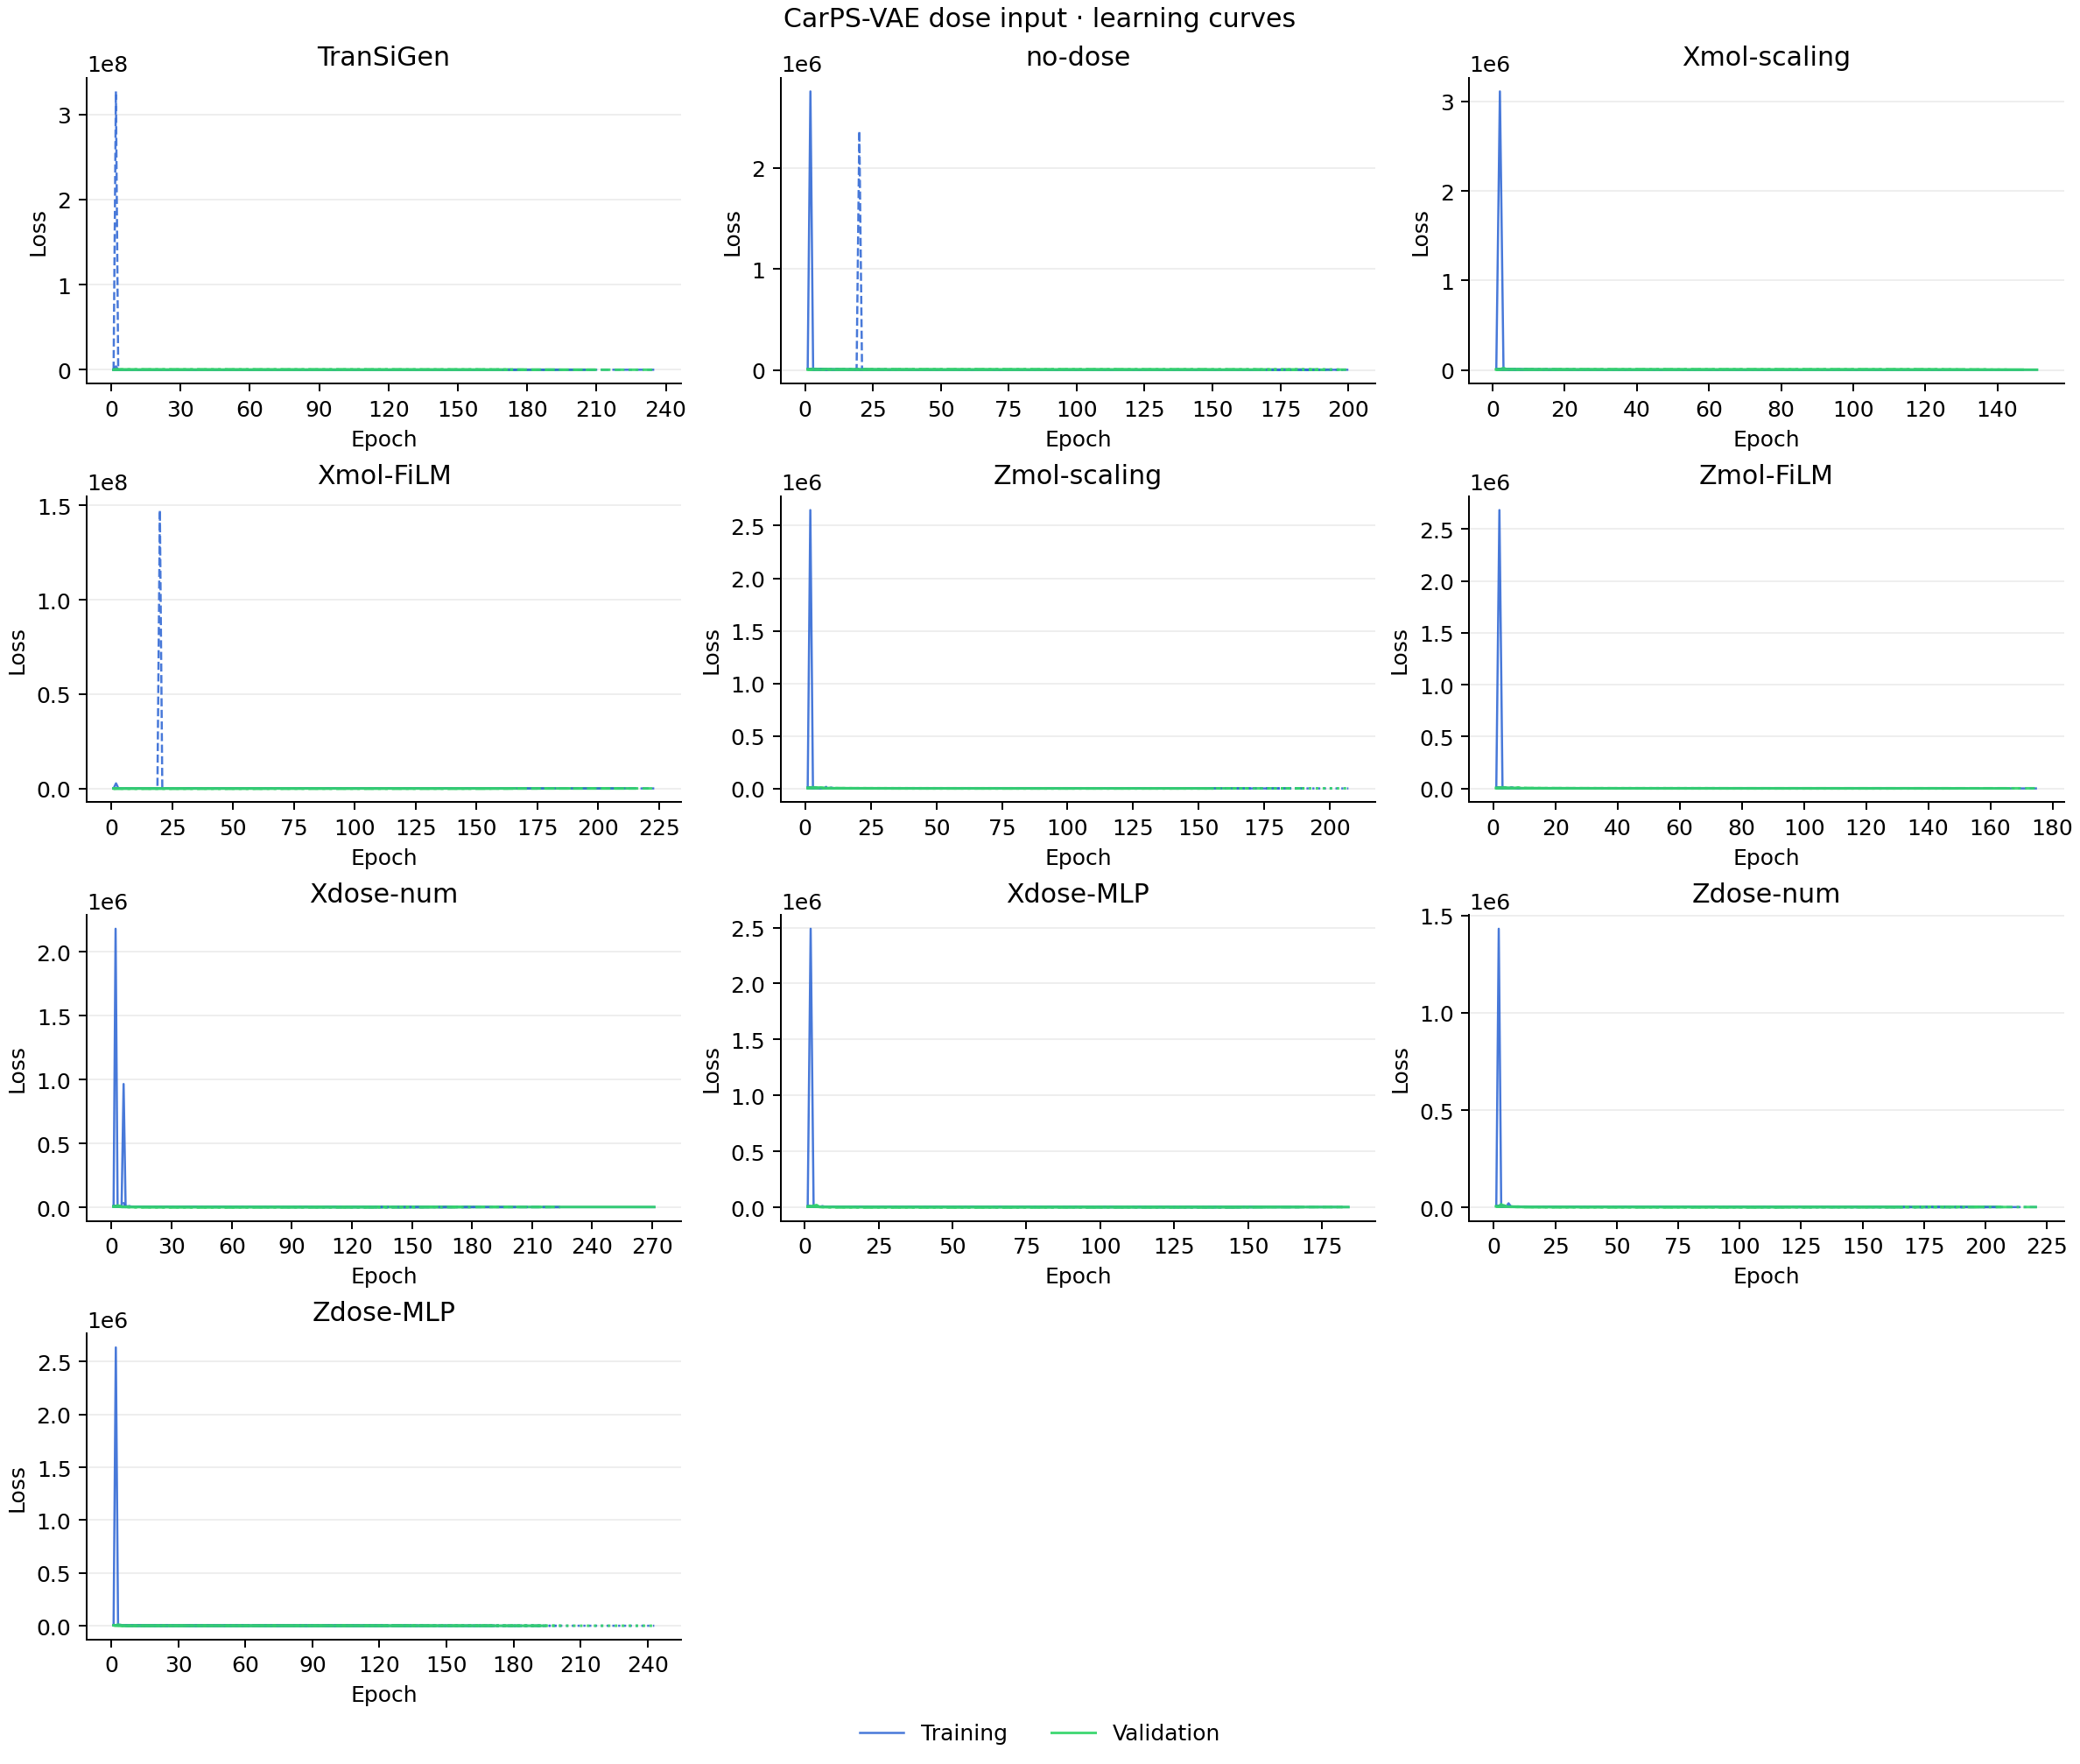 CarPS-VAE dose input · learning curves
TranSiGen
1e8
3
2
1
0
Loss
0 30 60 90 120 150 180 210 240
Epoch
no-dose
1e6
2
1
0
Loss
0 25 50 75 100 125 150 175 200
Epoch
Xmol-scaling
1e6
3
2
1
0
Loss
0 20 40 60 80 100 120 140
Epoch
Xmol-FiLM
1e8
1.5
1.0
0.5
0.0
Loss
0 25 50 75 100 125 150 175 200 225
Epoch
Zmol-scaling
1e6
2.5
2.0
1.5
1.0
0.5
0.0
Loss
0 25 50 75 100 125 150 175 200
Epoch
Zmol-FiLM
1e6
2.5
2.0
1.5
1.0
0.5
0.0
Loss
0 20 40 60 80 100 120 140 160 180
Epoch
Xdose-num
1e6
2.0
1.5
1.0
0.5
0.0
Loss
0 30 60 90 120 150 180 210 240 270
Epoch
Xdose-MLP
1e6
2.5
2.0
1.5
1.0
0.5
0.0
Loss
0 25 50 75 100 125 150 175
Epoch
Zdose-num
1e6
1.5
1.0
0.5
0.0
Loss
0 25 50 75 100 125 150 175 200 225
Epoch
Zdose-MLP
1e6
2.5
2.0
1.5
1.0
0.5
0.0
Loss
0 30 60 90 120 150 180 210 240
Epoch
Training Validation